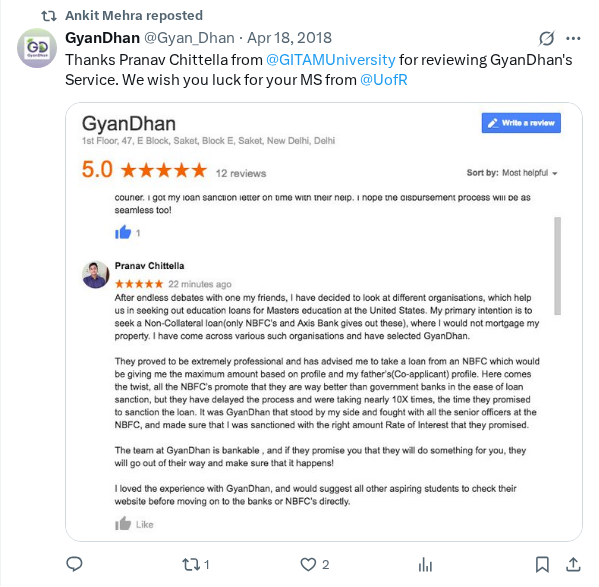 Ankit Mehra reposted
GyanDhan @Gyan_Dhan · Apr 18, 2018
Thanks Pranav Chittella from @GITAMUniversity for reviewing GyanDhan's
Service. We wish you luck for your MS from @UofR
GyanDhan
Write a review
1st Floor, 47, E Block, Saket, Block E, Saket, New Delhi, Delhi
5.0 ★★★★★ 12 reviews
Sort by: Most helpful
courier. I got my loan sanction letter on time with their help. I hope the disbursement process will be as
seamless too!
1
Pranav Chittella
★★★★★ 22 minutes ago
After endless debates with one my friends, I have decided to look at different organisations, which help
us in seeking out education loans for Masters education at the United States. My primary intention is to
seek a Non-Collateral loan(only NBFC's and Axis Bank gives out these), where I would not mortgage my
property. I have come across various such organisations and have selected GyanDhan.
They proved to be extremely professional and has advised me to take a loan from an NBFC which would
be giving me the maximum amount based on profile and my father's(Co-applicant) profile. Here comes
the twist, all the NBFC's promote that they are way better than government banks in the ease of loan
sanction, but they have delayed the process and were taking nearly 10X times, the time they promised
to sanction the loan. It was GyanDhan that stood by my side and fought with all the senior officers at the
NBFC, and made sure that I was sanctioned with the right amount Rate of Interest that they promised.
The team at GyanDhan is bankable , and if they promise you that they will do something for you, they
will go out of their way and make sure that it happens!
I loved the experience with GyanDhan, and would suggest all other aspiring students to check their
website before moving on to the banks or NBFC's directly.
Like
1
2